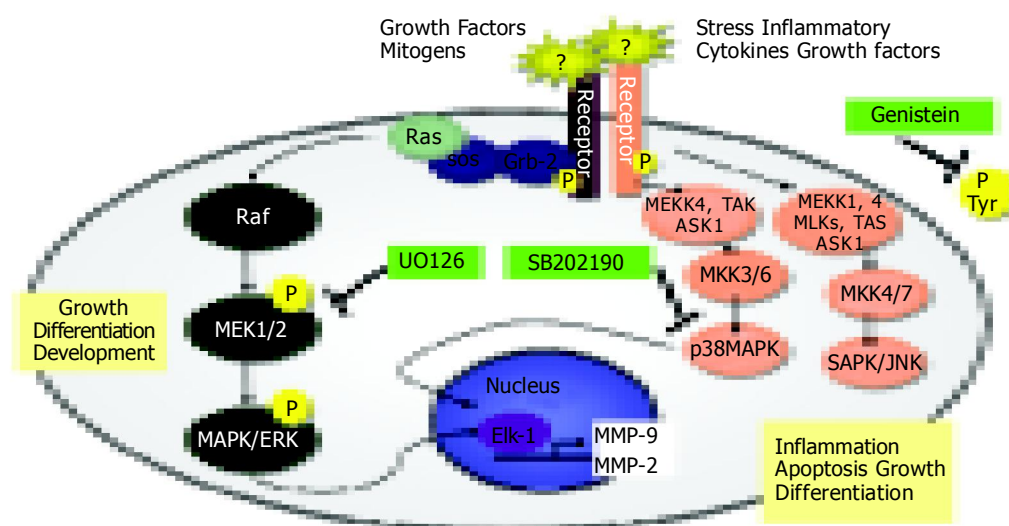 Growth Factors
Mitogens
Stress Inflammatory
Cytokines Growth factors
?
?
Receptor
Receptor
Genistein
Ras
sos
Grb-2
P
P
P
Tyr
Raf
MEKK4, TAK
ASK1
MEKK1, 4
MLKs, TAS
ASK1
UO126
SB202190
MKK3/6
MKK4/7
P
MEK1/2
Growth
Differentiation
Development
p38MAPK
SAPK/JNK
Nucleus
P
MAPK/ERK
Elk-1
MMP-9
MMP-2
Inflammation
Apoptosis Growth
Differentiation